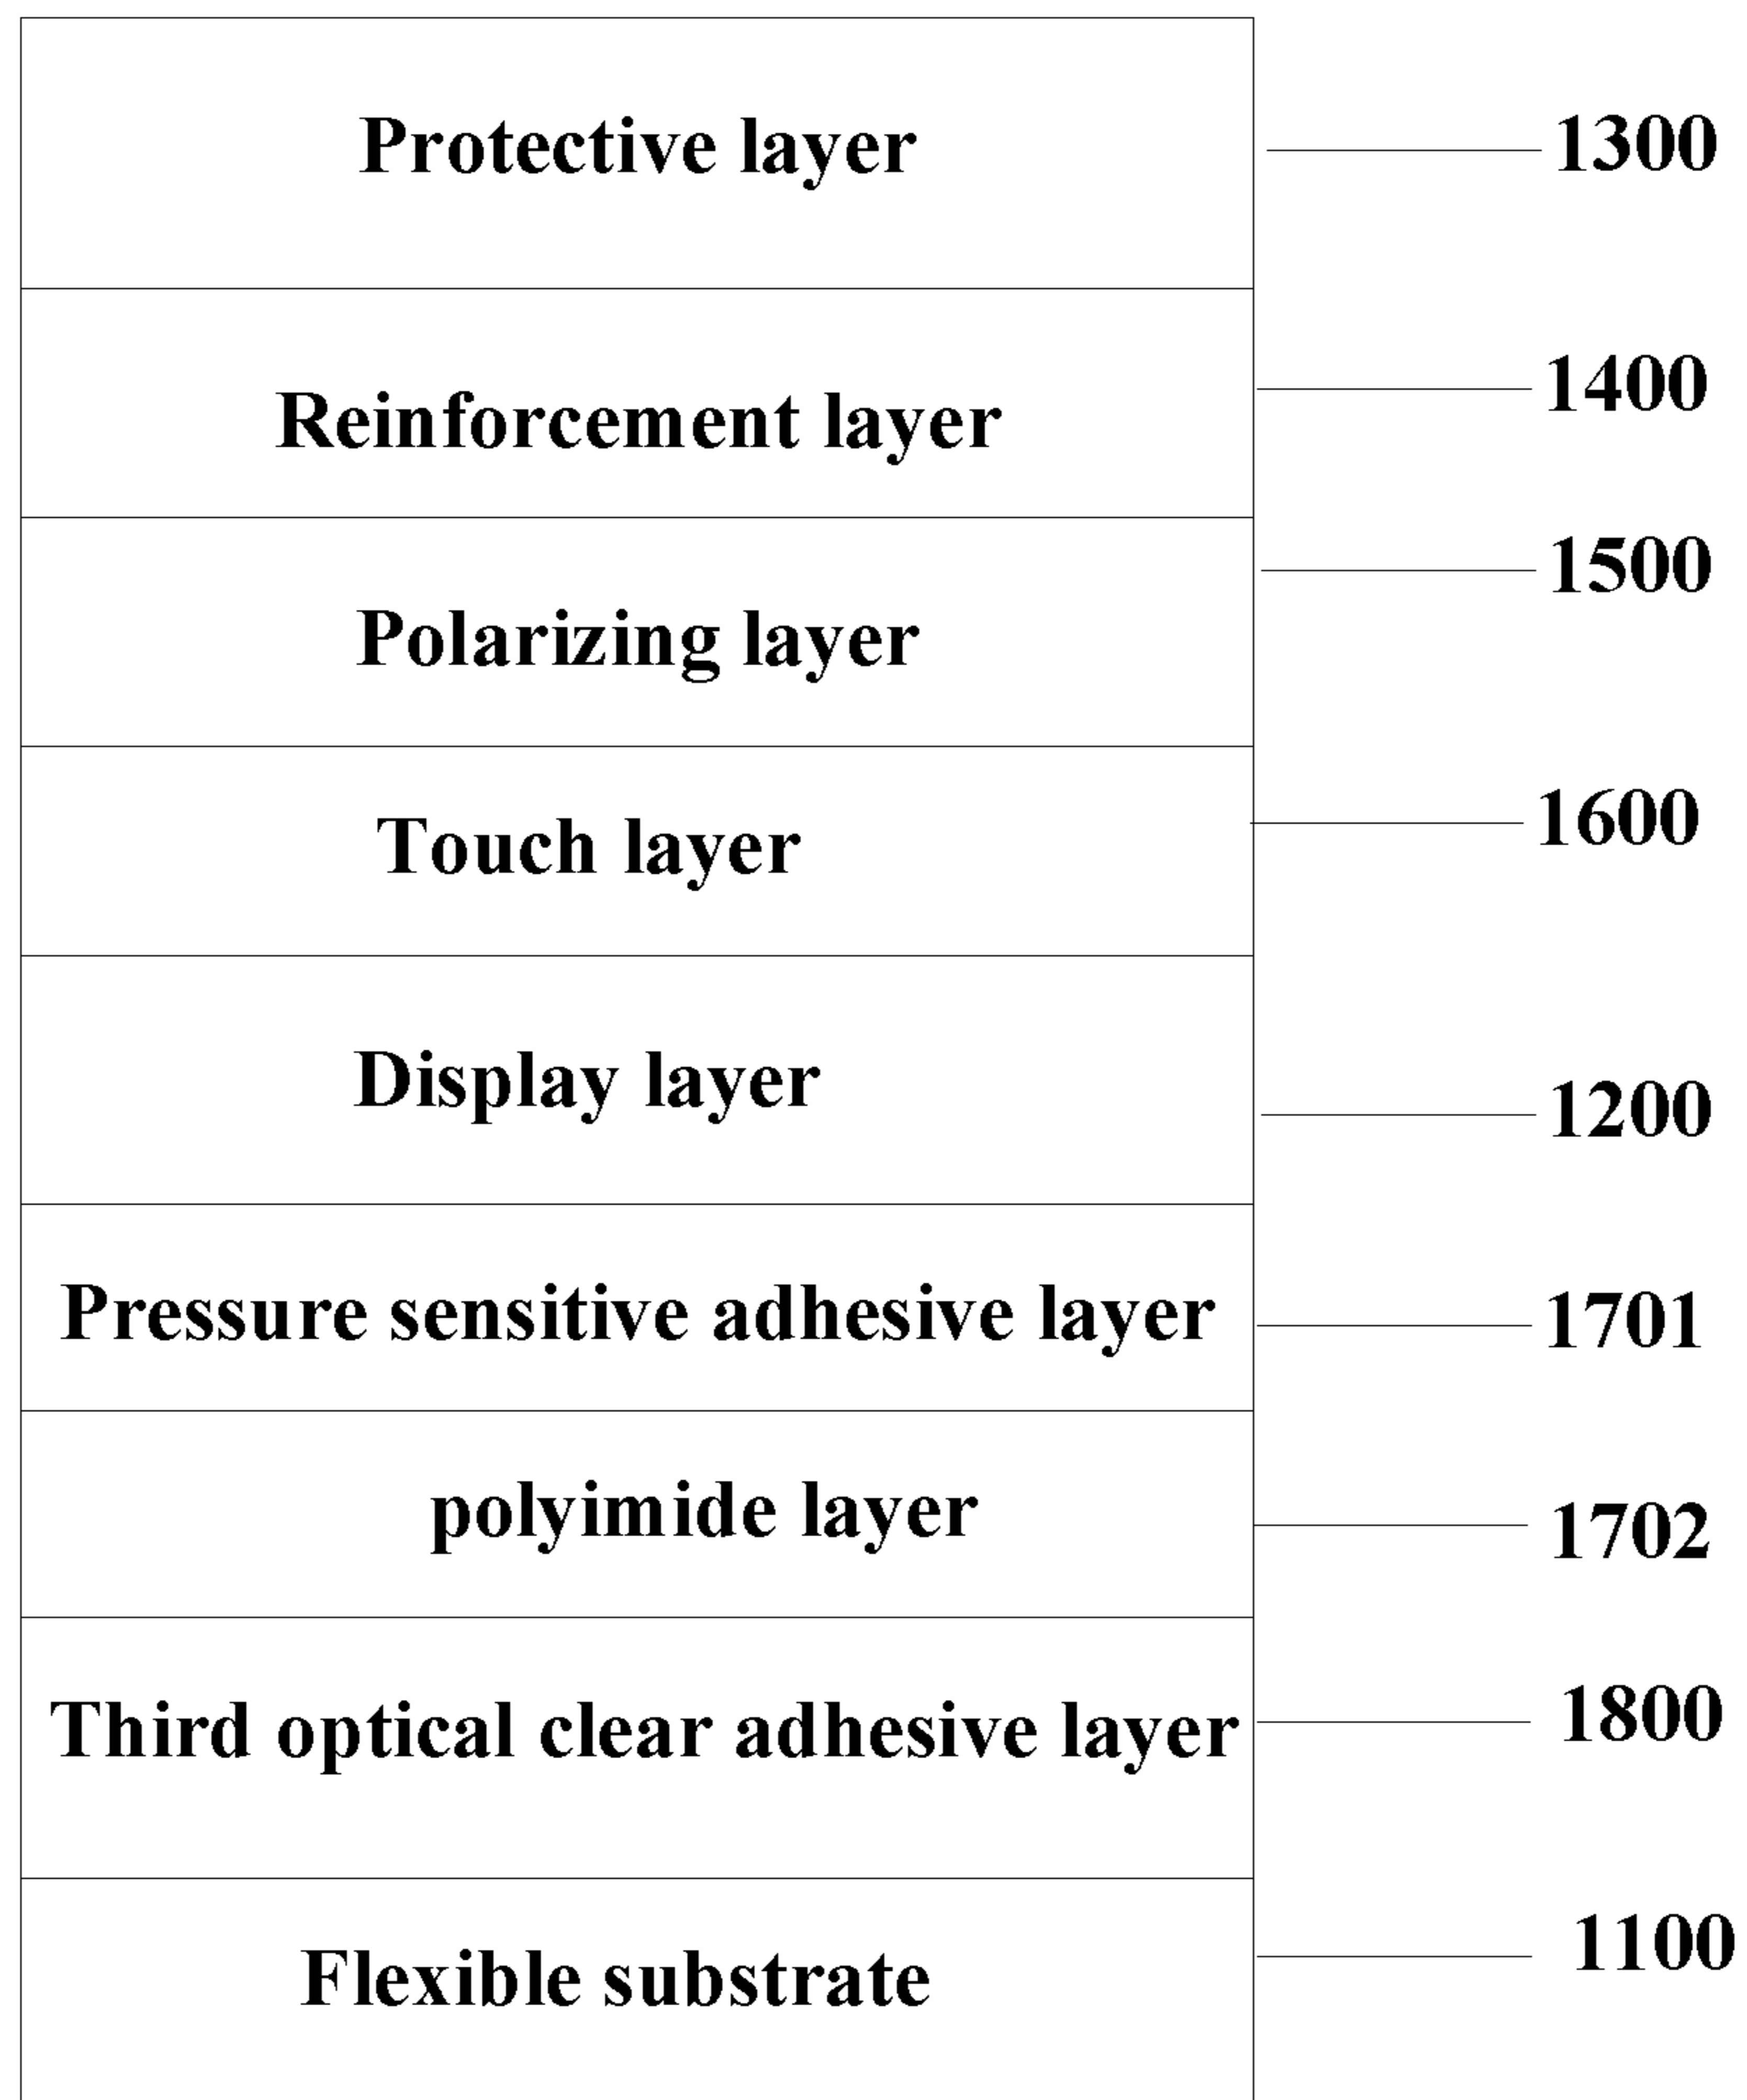 Protective layer 1300
Reinforcement layer 1400
Polarizing layer 1500
Touch layer 1600
Display layer 1200
Pressure sensitive adhesive layer 1701
polyimide layer 1702
Third optical clear adhesive layer 1800
Flexible substrate 1100